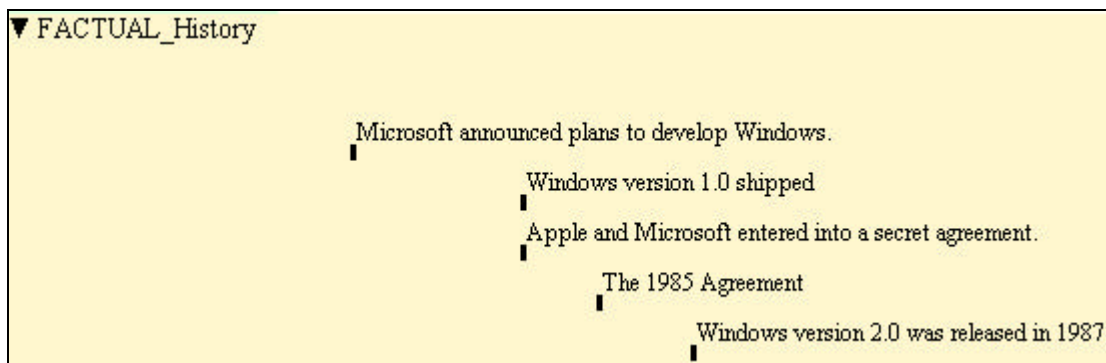 ▼ FACTUAL_History
Microsoft announced plans to develop Windows.
Windows version 1.0 shipped
Apple and Microsoft entered into a secret agreement.
The 1985 Agreement
Windows version 2.0 was released in 1987